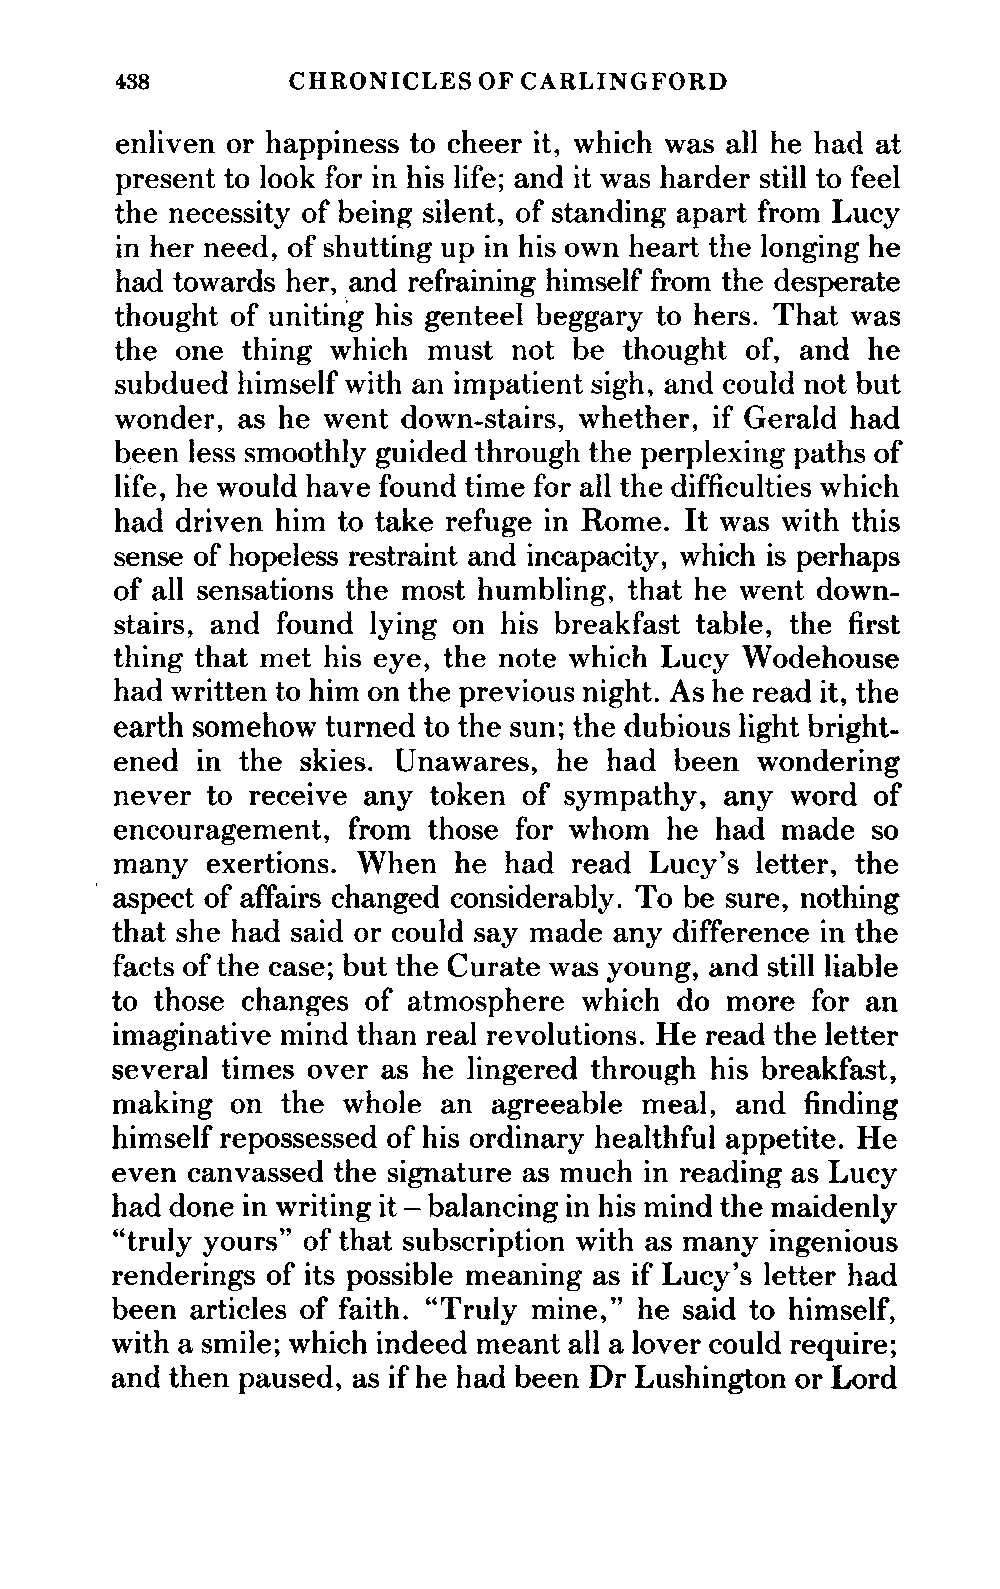 438 CHRONICLES OF CARLINGFORD
enliven or happiness to cheer it, which was all he had at
present to look for in his life; and it was harder still to feel
the necessity of being silent, of standing apart from Lucy
in her need, of shutting up in his own heart the longing he
had towards her, and refraining himself from the desperate
thought of uniting his genteel beggary to hers. That was
the one thing which must not be thought of, and he
subdued himself with an impatient sigh, and could not but
wonder, as he went down-stairs, whether, if Gerald had
been less smoothly guided through the perplexing paths of
life, he would have found time for all the difficulties which
had driven him to take refuge in Rome. It was with this
sense of hopeless restraint and incapacity, which is perhaps
of all sensations the most humbling, that he went down-
stairs, and found lying on his breakfast table, the first
thing that met his eye, the note which Lucy Wodehouse
had written to him on the previous night. As he read it, the
earth somehow turned to the sun; the dubious light bright-
ened in the skies. Unawares, he had been wondering
never to receive any token of sympathy, any word of
encouragement, from those for whom he had made so
many exertions. When he had read Lucy's letter, the
aspect of affairs changed considerably. To be sure, nothing
that she had said or could say made any difference in the
facts of the case; but the Curate was young, and still liable
to those changes of atmosphere which do more for an
imaginative mind than real revolutions. He read the letter
several times over as he lingered through his breakfast,
making on the whole an agreeable meal, and finding
himself repossessed of his ordinary healthful appetite. He
even canvassed the signature as much in reading as Lucy
had done in writing it – balancing in his mind the maidenly
“truly yours” of that subscription with as many ingenious
renderings of its possible meaning as if Lucy's letter had
been articles of faith. “Truly mine,” he said to himself,
with a smile; which indeed meant all a lover could require;
and then paused, as if he had been Dr Lushington or Lord